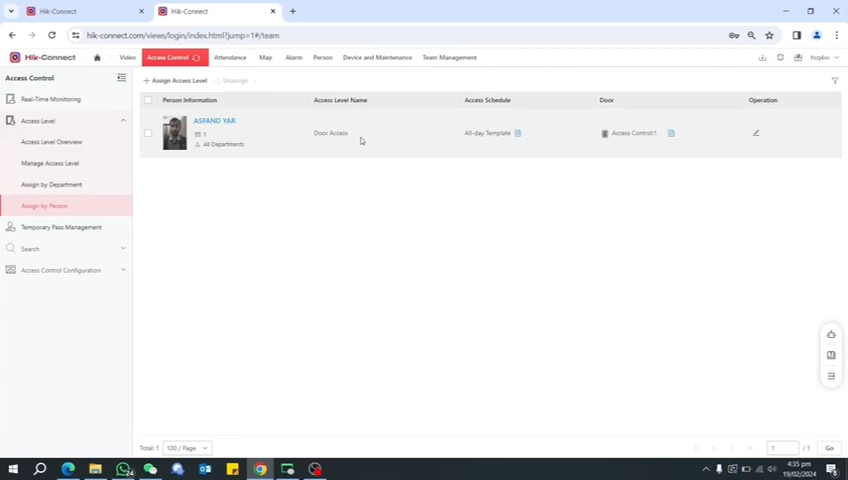 Hik-Connect
Hik-Connect
hik-connect.com/views/login/index.html?jump=1#/team
Hik-Connect
Video
Access Control
Attendance
Map
Alarm
Person
Device and Maintenance
Team Management
hcq4xv
Access Control
Assign Access Level
Unassign
Real-Time Monitoring
Person Information
Access Level Name
Access Schedule
Door
Operation
Access Level
ASFAND YAR
1
All Departments
Door Access
All-day Template
Access Control:1
Access Level Overview
Manage Access Level
Assign by Department
Assign by Person
Temporary Pass Management
Search
Access Control Configuration
Total: 1
100 / Page
1
/ 1
Go
24
4:35 pm
19/02/2024